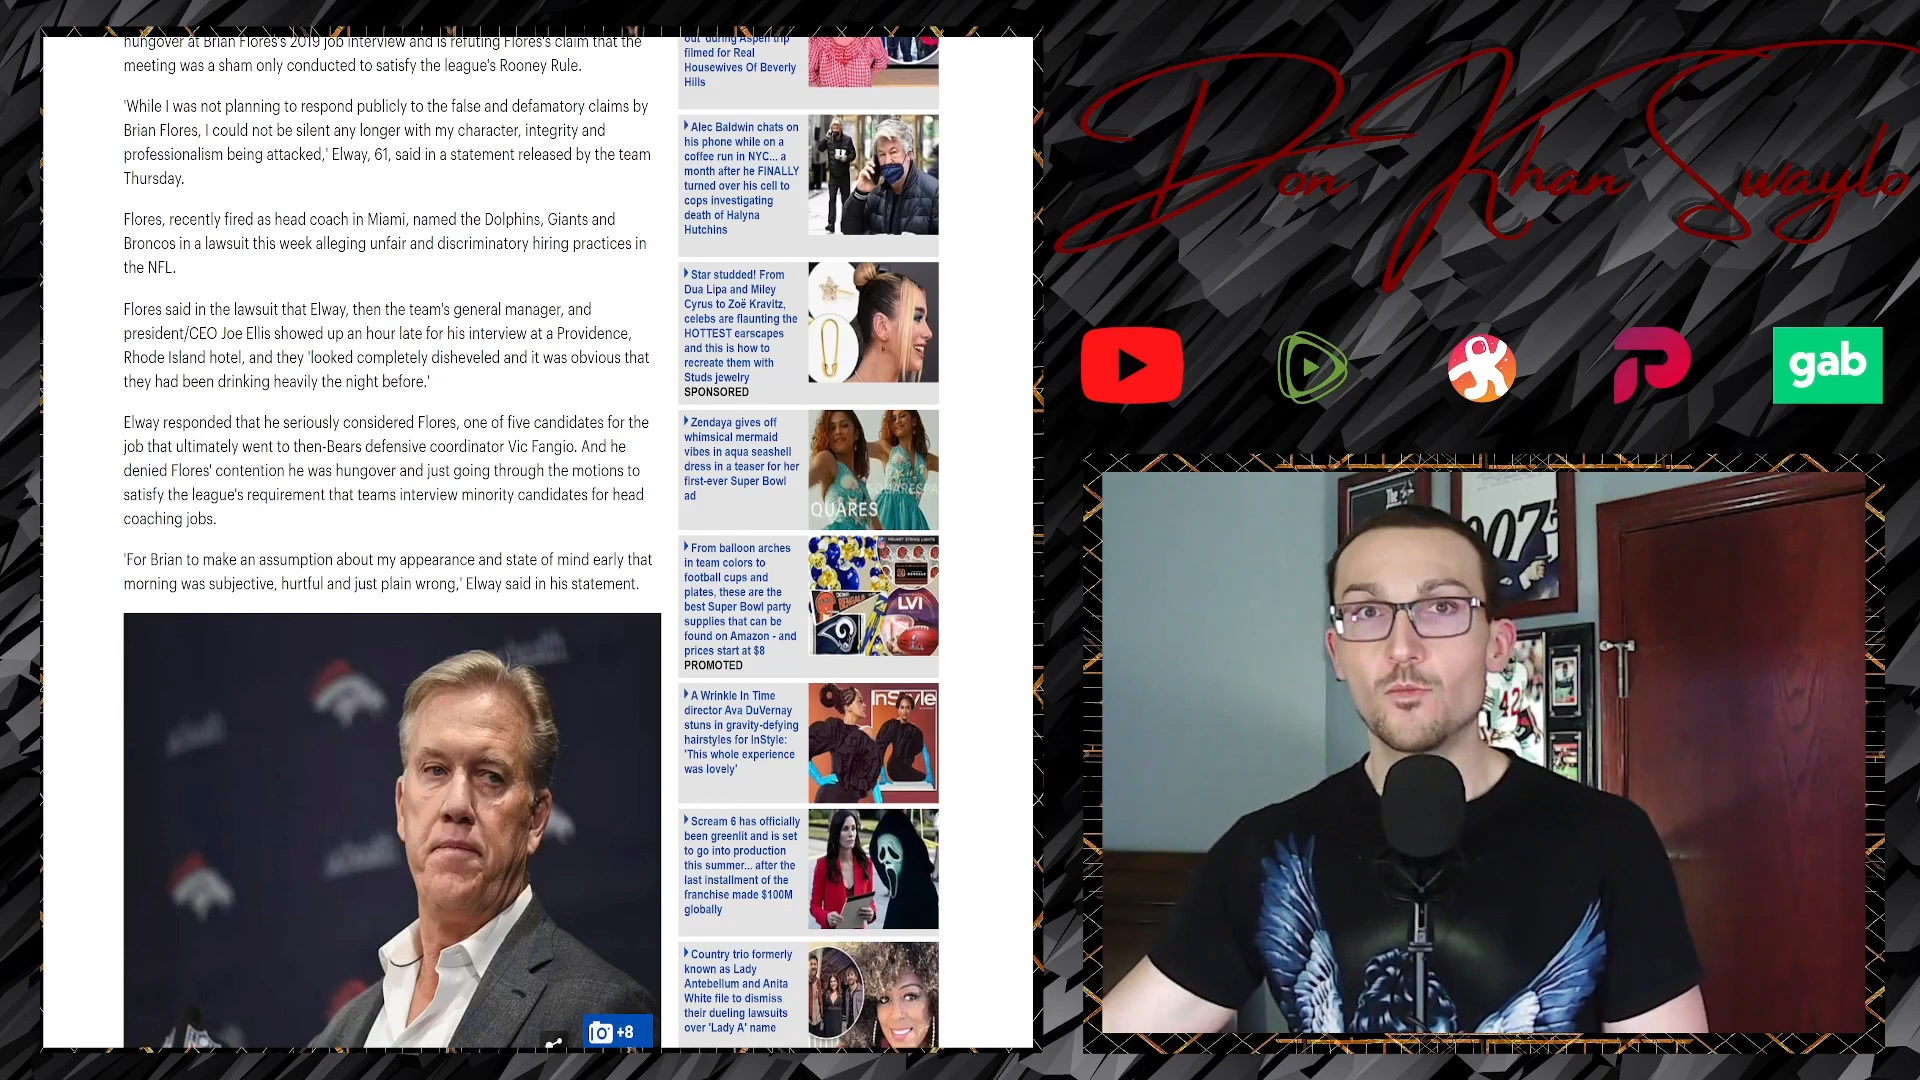 hungover at Brian Flores's 2019 job interview and is refuting Flores's claim that the
meeting was a sham only conducted to satisfy the league's Rooney Rule.
'While I was not planning to respond publicly to the false and defamatory claims by
Brian Flores, I could not be silent any longer with my character, integrity and
professionalism being attacked,' Elway, 61, said in a statement released by the team
Thursday.
Flores, recently fired as head coach in Miami, named the Dolphins, Giants and
Broncos in a lawsuit this week alleging unfair and discriminatory hiring practices in
the NFL.
Flores said in the lawsuit that Elway, then the team's general manager, and
president/CEO Joe Ellis showed up an hour late for his interview at a Providence,
Rhode Island hotel, and they 'looked completely disheveled and it was obvious that
they had been drinking heavily the night before.'
Elway responded that he seriously considered Flores, one of five candidates for the
job that ultimately went to then-Bears defensive coordinator Vic Fangio. And he
denied Flores' contention he was hungover and just going through the motions to
satisfy the league's requirement that teams interview minority candidates for head
coaching jobs.
'For Brian to make an assumption about my appearance and state of mind early that
morning was subjective, hurtful and just plain wrong,' Elway said in his statement.
+8
out' during Aspen trip
filmed for Real
Housewives Of Beverly
Hills
Alec Baldwin chats on
his phone while on a
coffee run in NYC... a
month after he FINALLY
turned over his cell to
cops investigating
death of Halyna
Hutchins
Star studded! From
Dua Lipa and Miley
Cyrus to Zoë Kravitz,
celebs are flaunting the
HOTTEST earscapes
and this is how to
recreate them with
Studs jewelry
SPONSORED
Zendaya gives off
whimsical mermaid
vibes in aqua seashell
dress in a teaser for her
first-ever Super Bowl
ad
SQUARESPA
QUARES
From balloon arches
in team colors to
football cups and
plates, these are the
best Super Bowl party
supplies that can be
found on Amazon - and
prices start at $8
PROMOTED
BENGALS
LVI
A Wrinkle In Time
director Ava DuVernay
stuns in gravity-defying
hairstyles for InStyle:
'This whole experience
was lovely'
InStyle
Scream 6 has officially
been greenlit and is set
to go into production
this summer... after the
last installment of the
franchise made $100M
globally
Country trio formerly
known as Lady
Antebellum and Anita
White file to dismiss
their dueling lawsuits
over 'Lady A' name
Don Khan Swaylo
gab
007
42